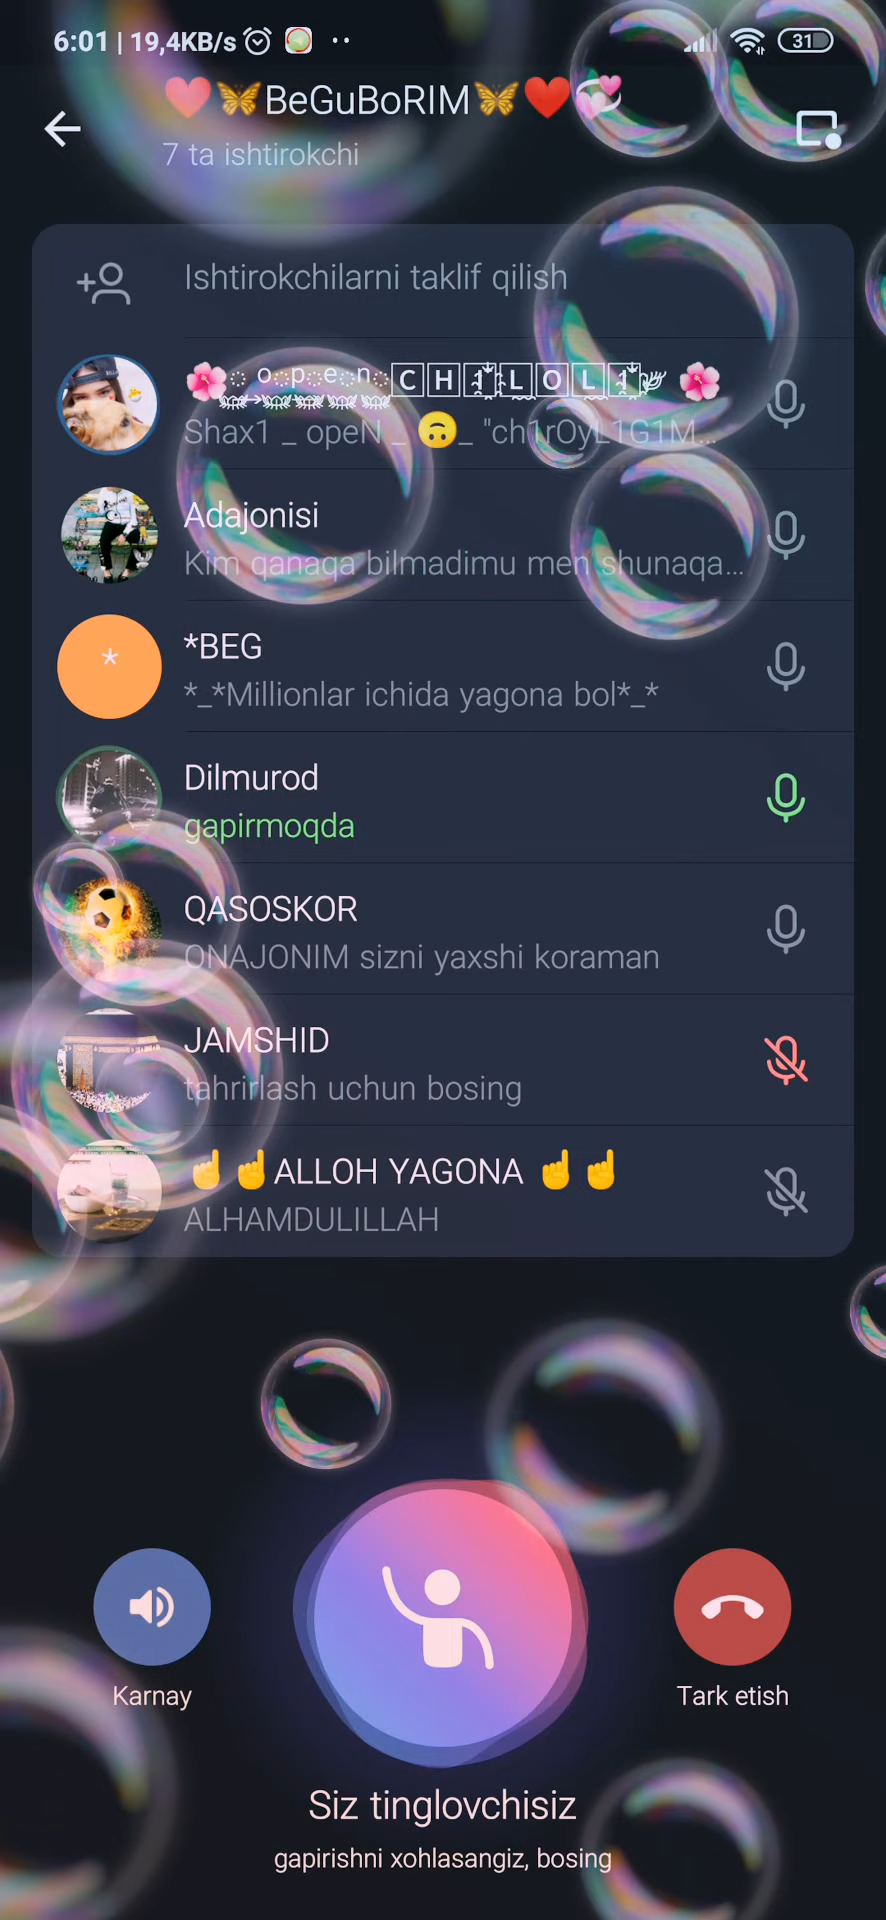 6:01 | 19,4KB/s
31
❤️🦋BeGuBoRIM🦋❤️💞
7 ta ishtirokchi
Ishtirokchilarni taklif qilish
🌺 open CH1LOL1 🌺
Shax1 _ opeN _ 🙃_ "ch1rOyL1G1M...
Adajonisi
Kim qanaqa bilmadimu men shunaqa...
*
*BEG
*_*Millionlar ichida yagona bol*_*
Dilmurod
gapirmoqda
QASOSKOR
ONAJONIM sizni yaxshi koraman
JAMSHID
tahrirlash uchun bosing
☝️☝️ALLOH YAGONA ☝️☝️
ALHAMDULILLAH
Karnay
Tark etish
Siz tinglovchisiz
gapirishni xohlasangiz, bosing